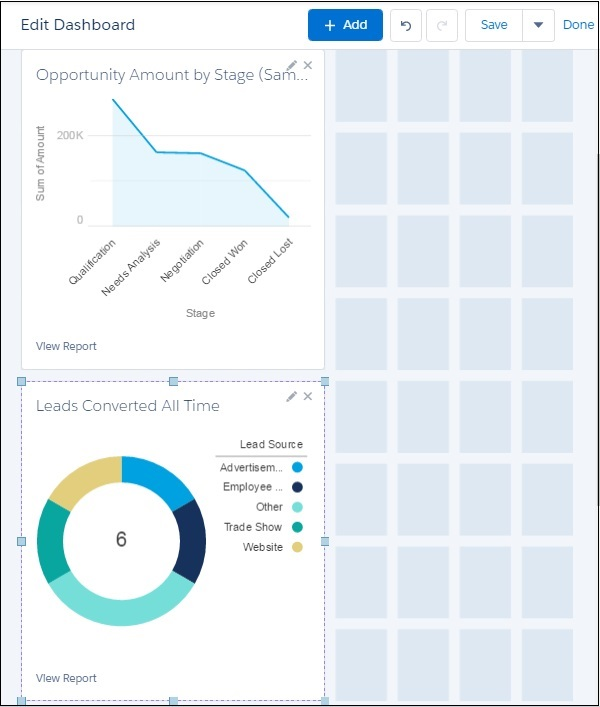 Edit Dashboard
+ Add
Save
Done
Opportunity Amount by Stage (Sam...
Sum of Amount
200K
0
Qualification
Needs Analysis
Negotiation
Closed Won
Closed Lost
Stage
View Report
Leads Converted All Time
Lead Source
Advertisem...
Employee ...
Other
Trade Show
Website
6
View Report